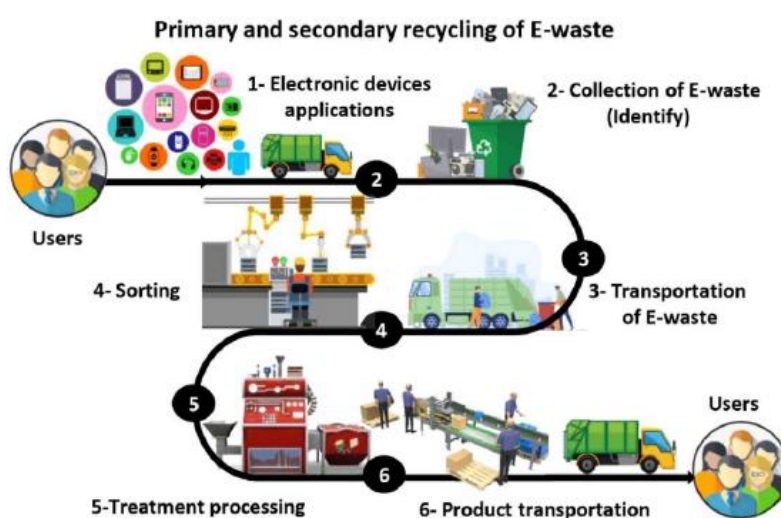 Primary and secondary recycling of E-waste
1- Electronic devices
applications
2- Collection of E-waste
(Identify)
Users
2
3
4- Sorting
3- Transportation
of E-waste
4
5
Users
6
5-Treatment processing
6- Product transportation